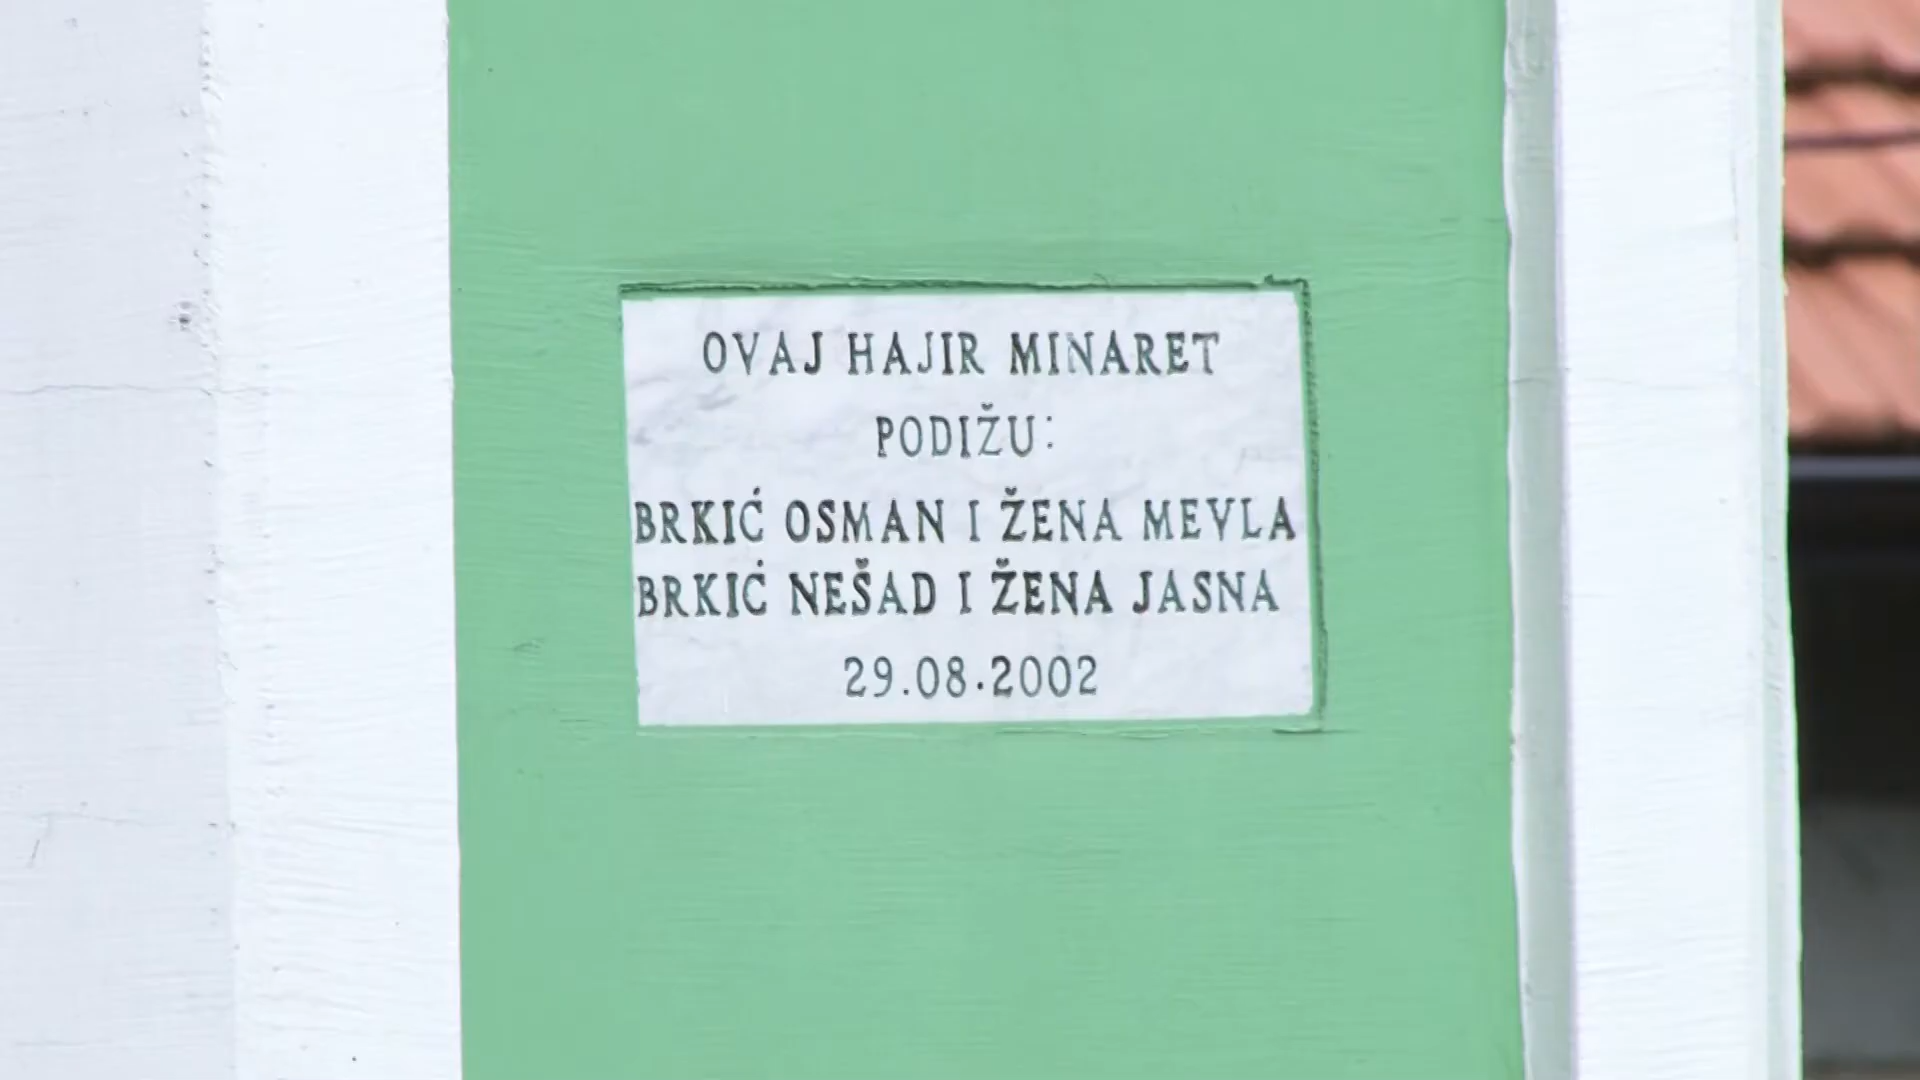 OVAJ HAJIR MINARET
PODIŽU:
BRKIĆ OSMAN I ŽENA MEVLA
BRKIĆ NEŠAD I ŽENA JASNA
29.08.2002